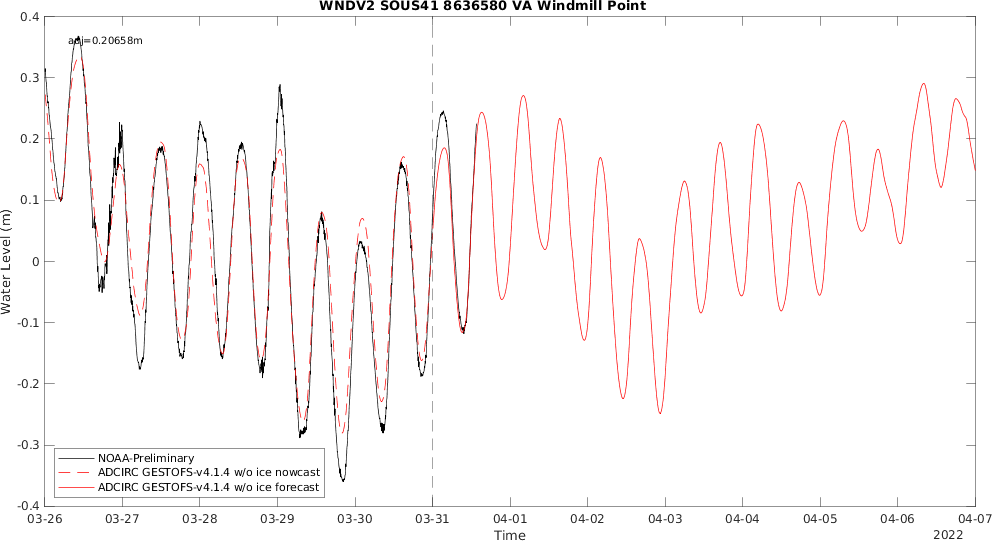 WNDV2 SOUS41 8636580 VA Windmill Point
adj=0.20658m
Water Level (m)
0.4
0.3
0.2
0.1
0
-0.1
-0.2
-0.3
-0.4
NOAA-Preliminary
ADCIRC GESTOFS-v4.1.4 w/o ice nowcast
ADCIRC GESTOFS-v4.1.4 w/o ice forecast
03-26 03-27 03-28 03-29 03-30 03-31 04-01 04-02 04-03 04-04 04-05 04-06 04-07
Time
2022